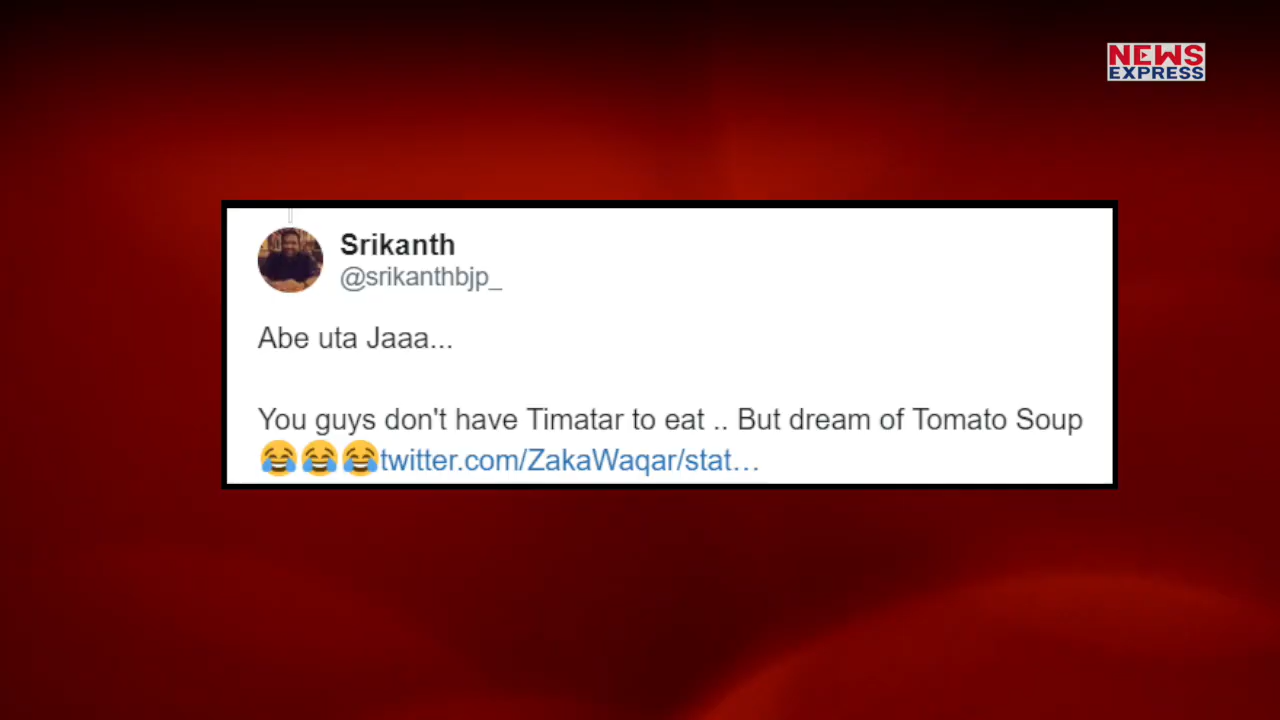 NEWS
EXPRESS
Srikanth
@srikanthbjp_
Abe uta Jaaa...
You guys don't have Timatar to eat .. But dream of Tomato Soup
😂😂😂twitter.com/ZakaWaqar/stat…